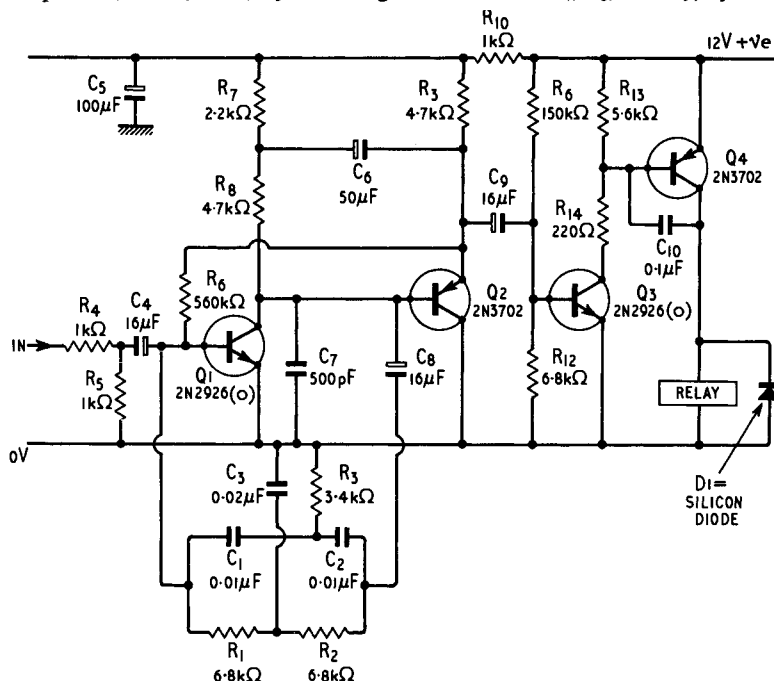 R10
1kΩ
12V +ve
C5
100μF
R7
2·2kΩ
R3
4·7kΩ
R6
150kΩ
R13
5·6kΩ
Q4
2N3702
C6
50μF
R8
4·7kΩ
C9
16μF
R14
220Ω
C10
0·1μF
R6
560kΩ
Q2
2N3702
Q3
2N2926(o)
R4
1kΩ
C4
16μF
IN
R5
1kΩ
Q1
2N2926(o)
C7
500pF
C8
16μF
R12
6·8kΩ
RELAY
0V
C3
0·02μF
R3
3·4kΩ
D1=
SILICON
DIODE
C1
0·01μF
C2
0·01μF
R1
6·8kΩ
R2
6·8kΩ